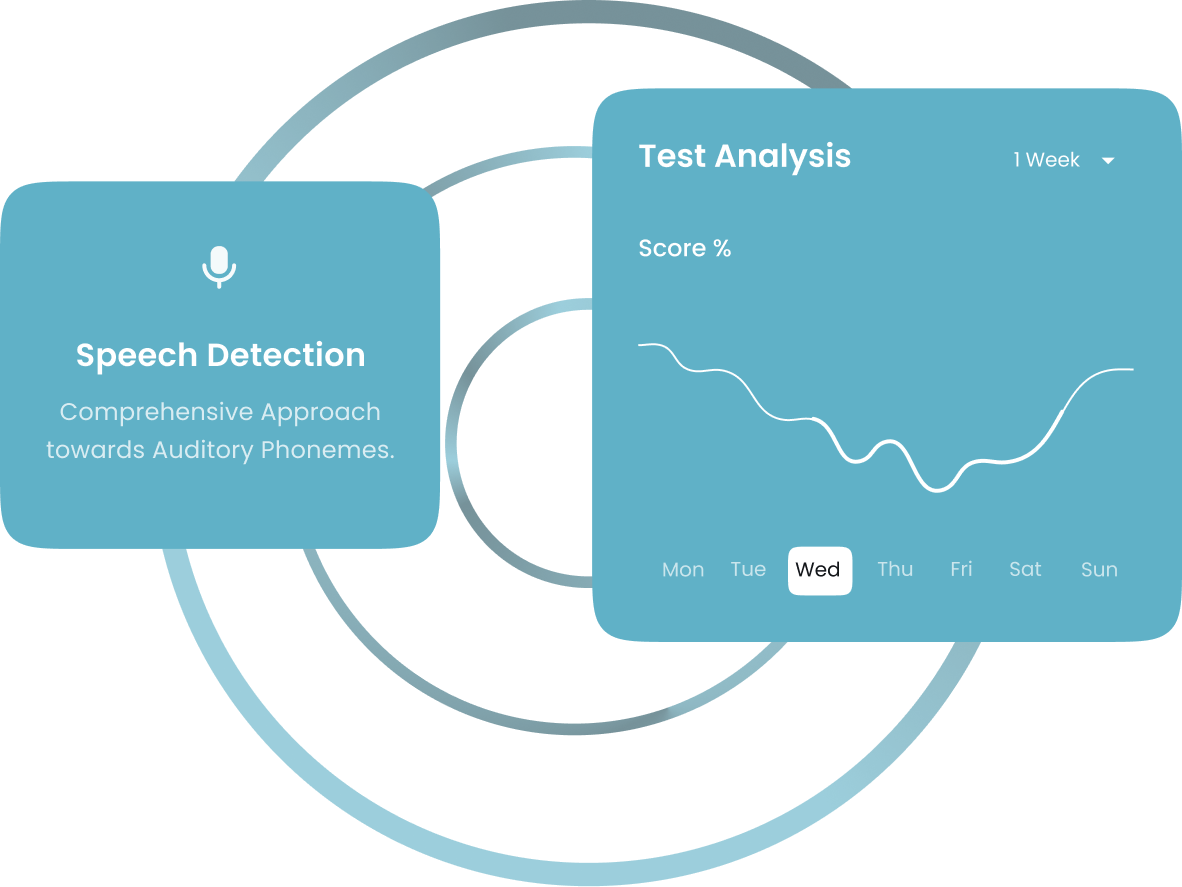 Speech Detection
Comprehensive Approach
towards Auditory Phonemes.
Test Analysis
1 Week
Score %
Mon Tue Wed Thu Fri Sat Sun